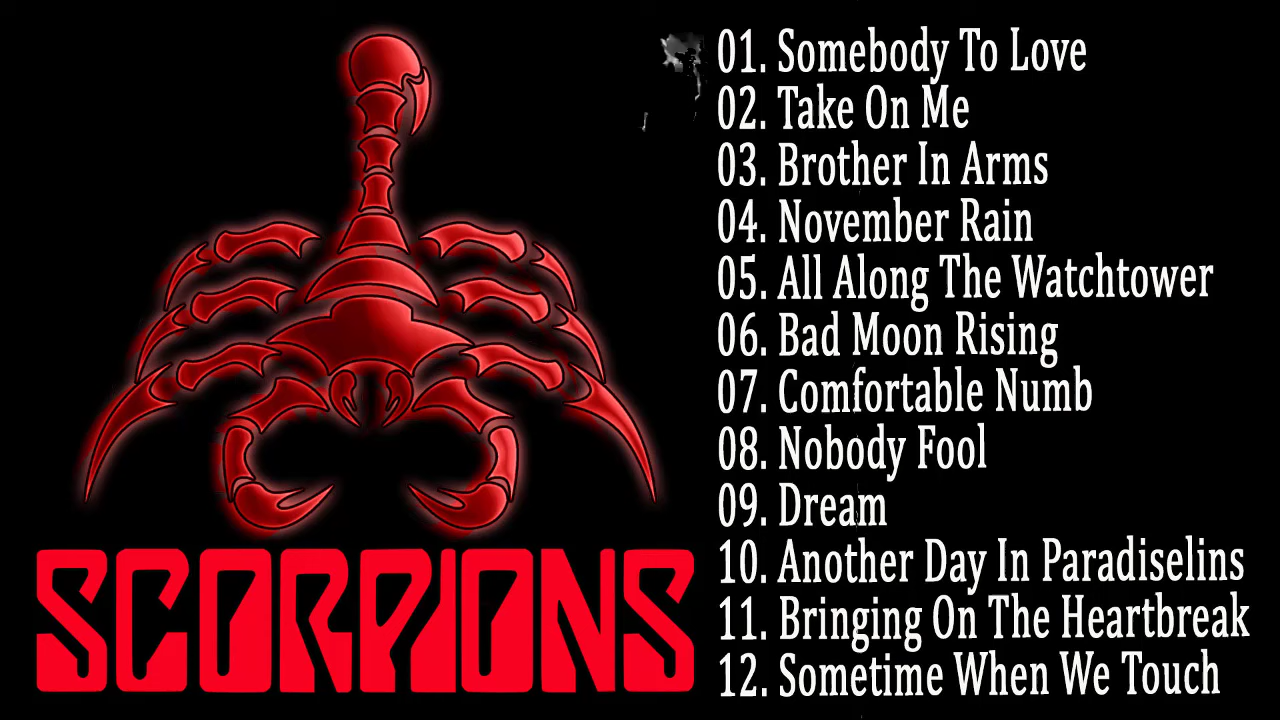 SCORPIONS
01. Somebody To Love
02. Take On Me
03. Brother In Arms
04. November Rain
05. All Along The Watchtower
06. Bad Moon Rising
07. Comfortable Numb
08. Nobody Fool
09. Dream
10. Another Day In Paradiselins
11. Bringing On The Heartbreak
12. Sometime When We Touch